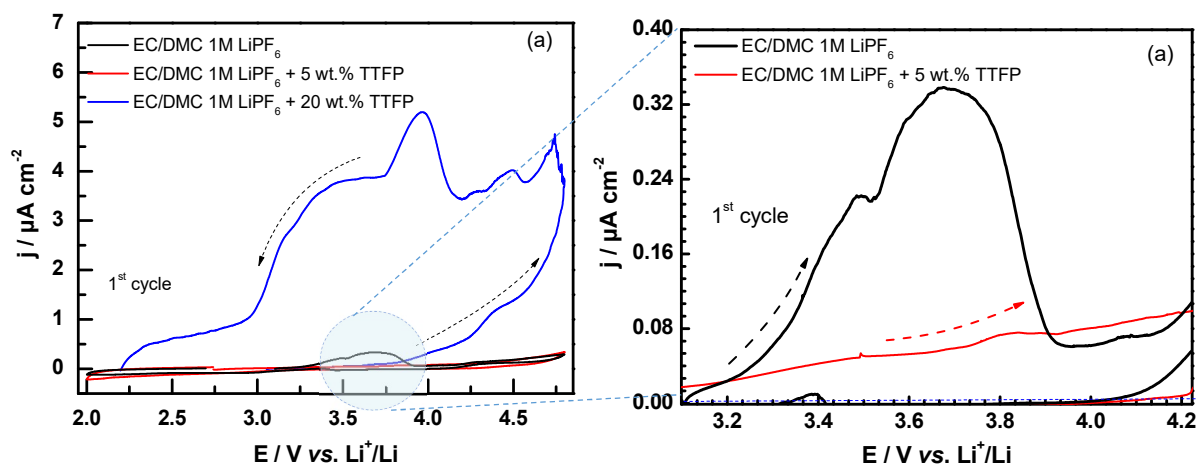 EC/DMC 1M LiPF6
EC/DMC 1M LiPF6 + 5 wt.% TTFP
EC/DMC 1M LiPF6 + 20 wt.% TTFP
(a)
1st cycle
j / µA cm-2
7
6
5
4
3
2
1
0
2.0 2.5 3.0 3.5 4.0 4.5
E / V vs. Li+/Li
EC/DMC 1M LiPF6
EC/DMC 1M LiPF6 + 5 wt.% TTFP
(a)
1st cycle
j / µA cm-2
0.40
0.32
0.24
0.16
0.08
0.00
3.2 3.4 3.6 3.8 4.0 4.2
E / V vs. Li+/Li